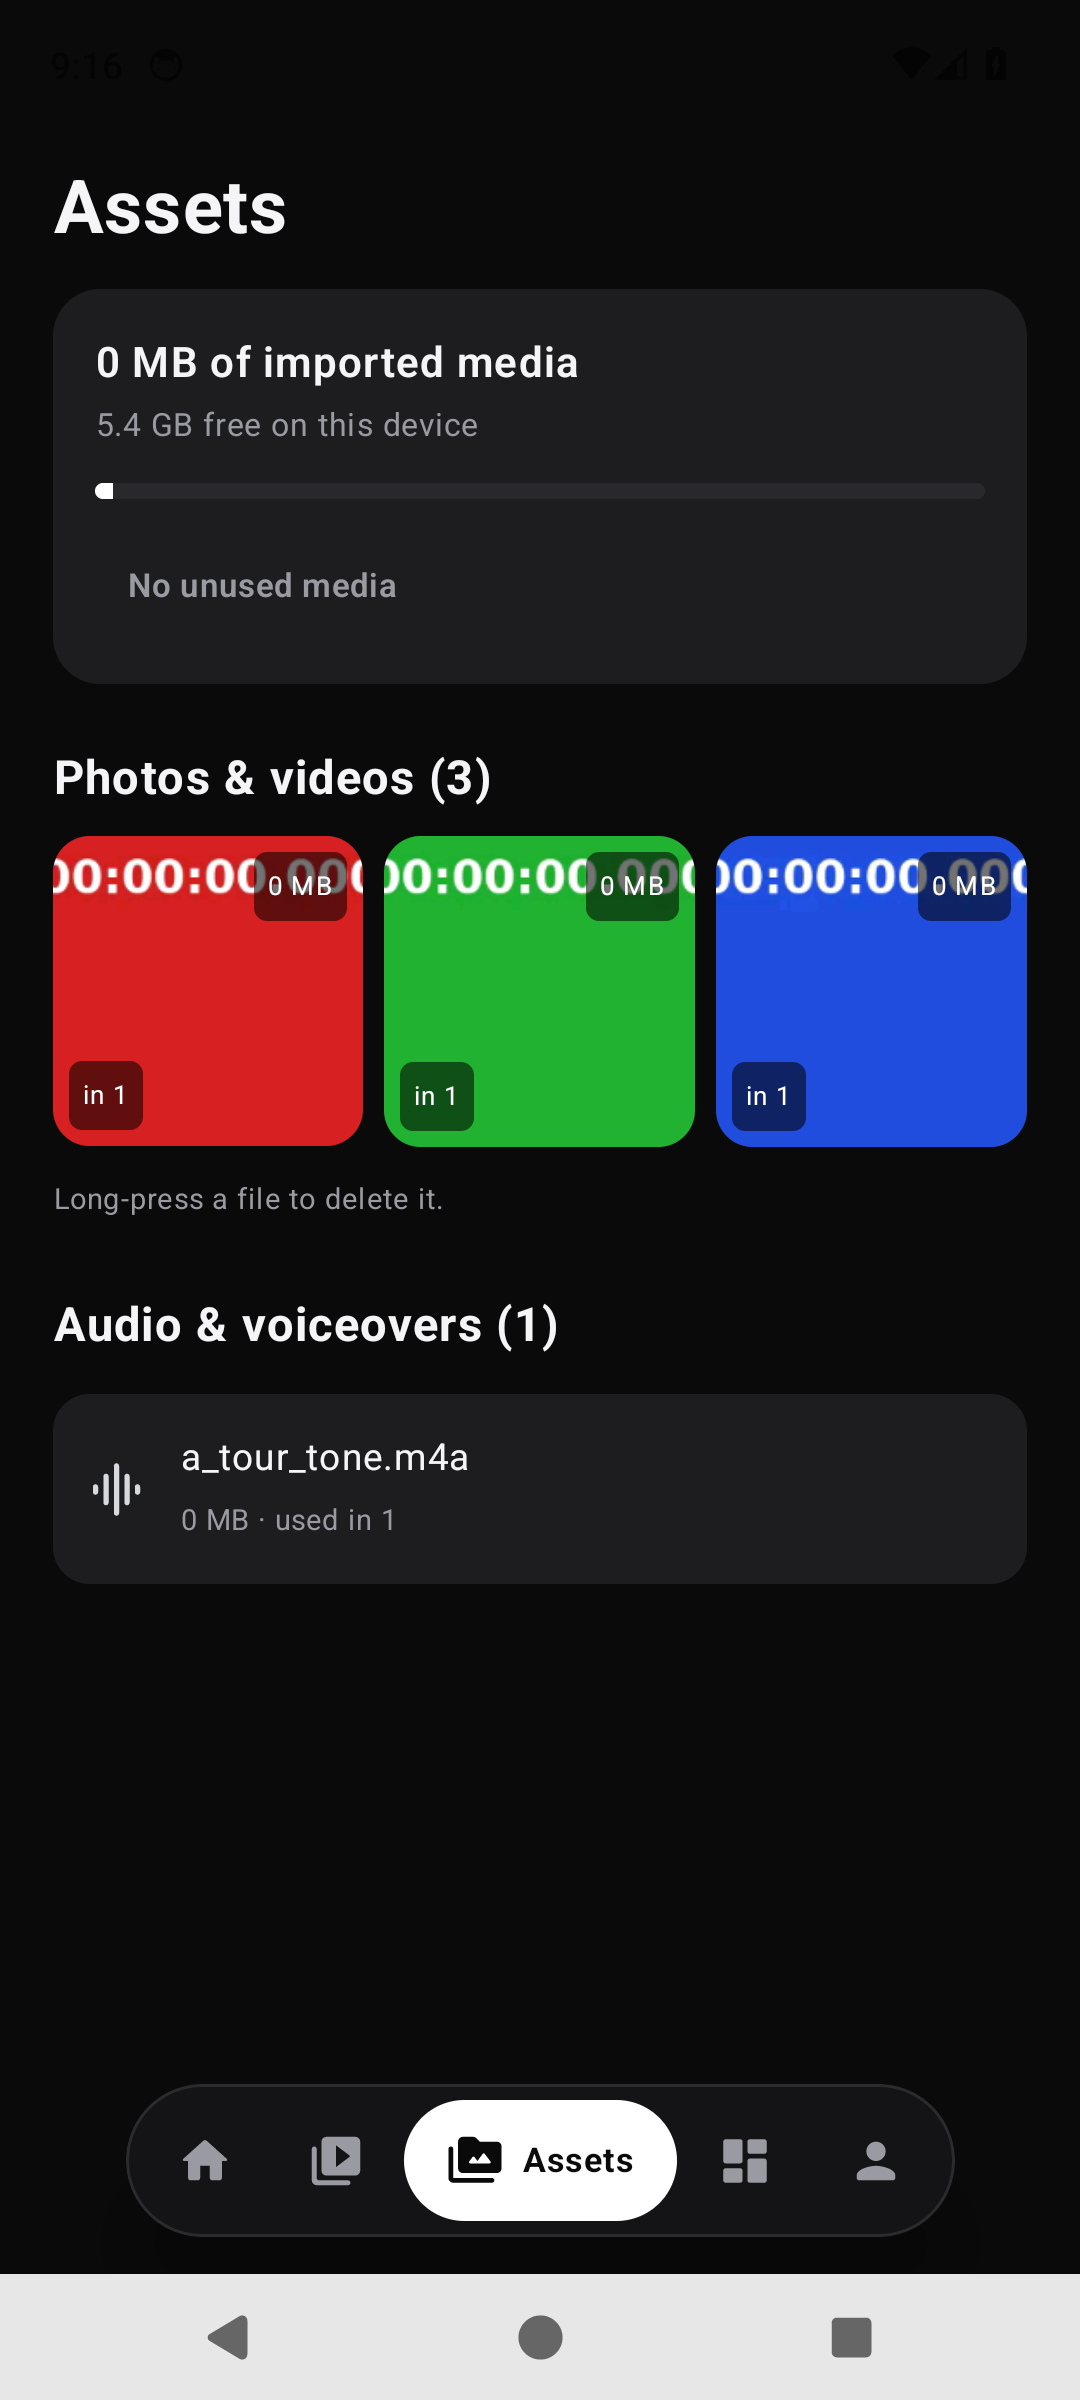 9:16
Assets
0 MB of imported media
5.4 GB free on this device
No unused media
Photos & videos (3)
00:00:00.000
0 MB
in 1
00:00:00.000
0 MB
in 1
00:00:00.000
0 MB
in 1
Long-press a file to delete it.
Audio & voiceovers (1)
a_tour_tone.m4a
0 MB · used in 1
Assets